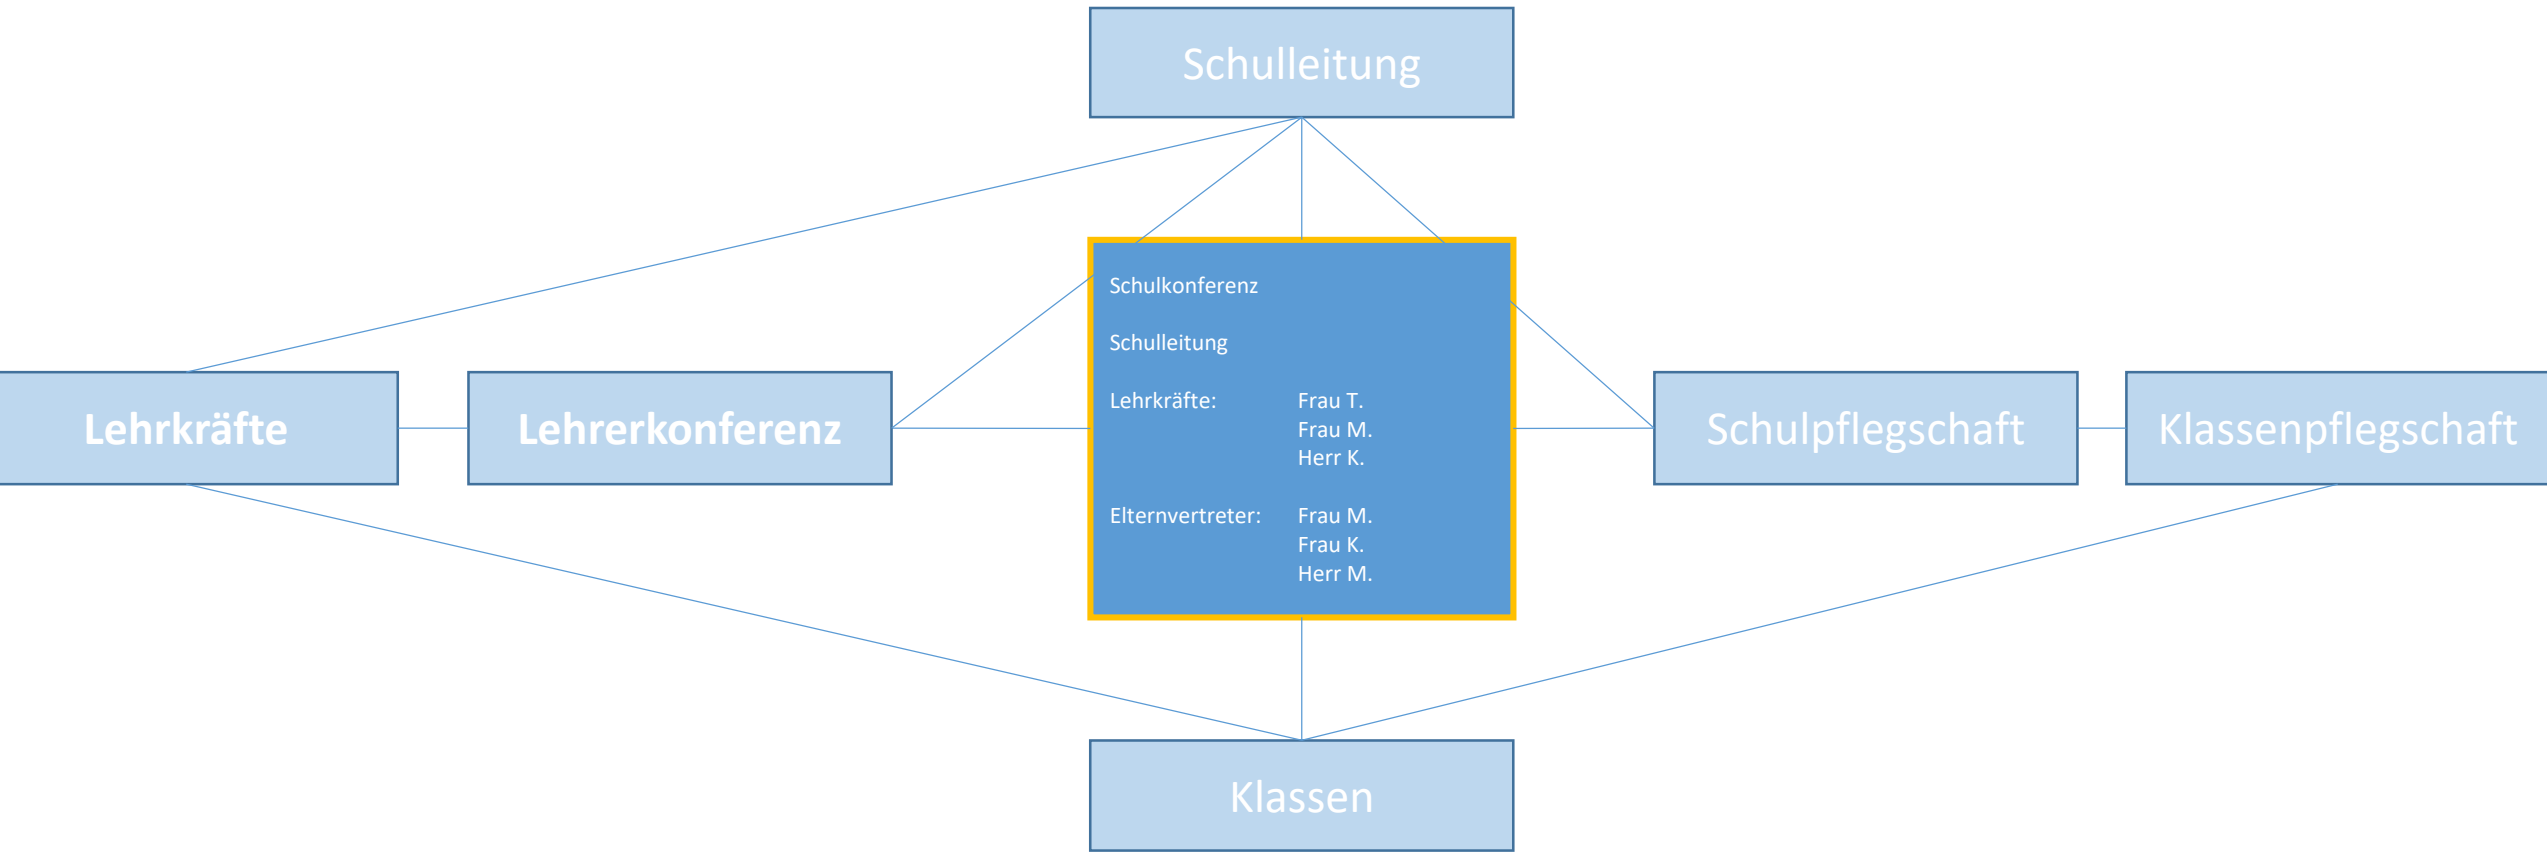 Schulleitung
Schulkonferenz
Schulleitung
Lehrkräfte: Frau T.
Frau M.
Herr K.
Elternvertreter: Frau M.
Frau K.
Herr M.
Lehrkräfte
Lehrerkonferenz
Schulpflegschaft
Klassenpflegschaft
Klassen